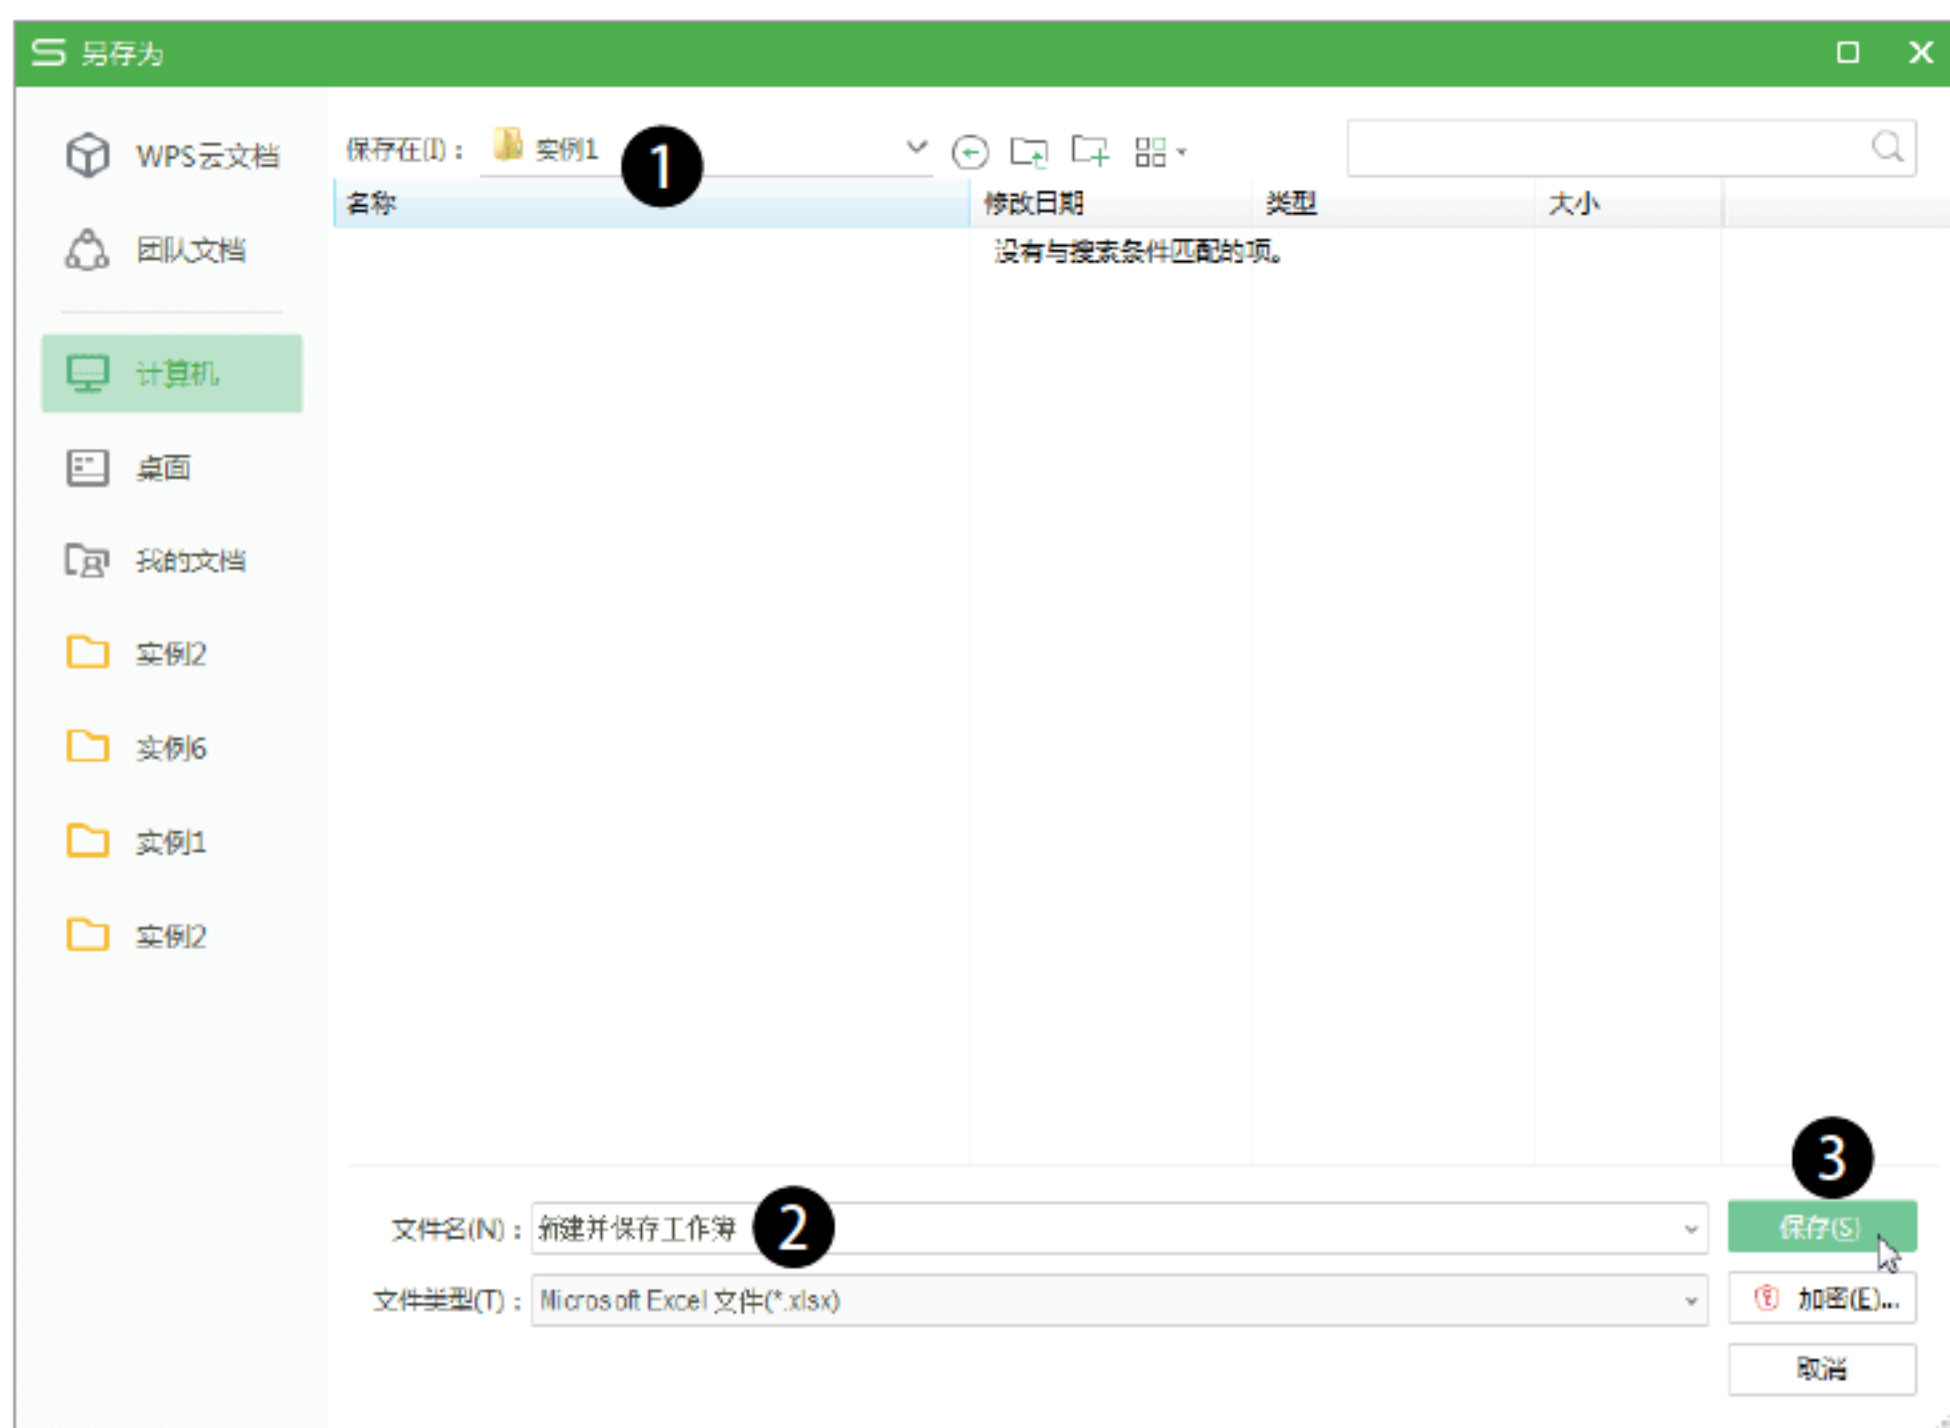 另存为
WPS云文档
团队文档
计算机
桌面
我的文档
实例2
实例6
实例1
实例2
保存在(I)： 实例1 1
名称 修改日期 类型 大小
没有与搜索条件匹配的项。
3
文件名(N)： 新建并保存工作簿 2 保存(S)
文件类型(T)： Microsoft Excel 文件(*.xlsx) 加密(E)...
取消